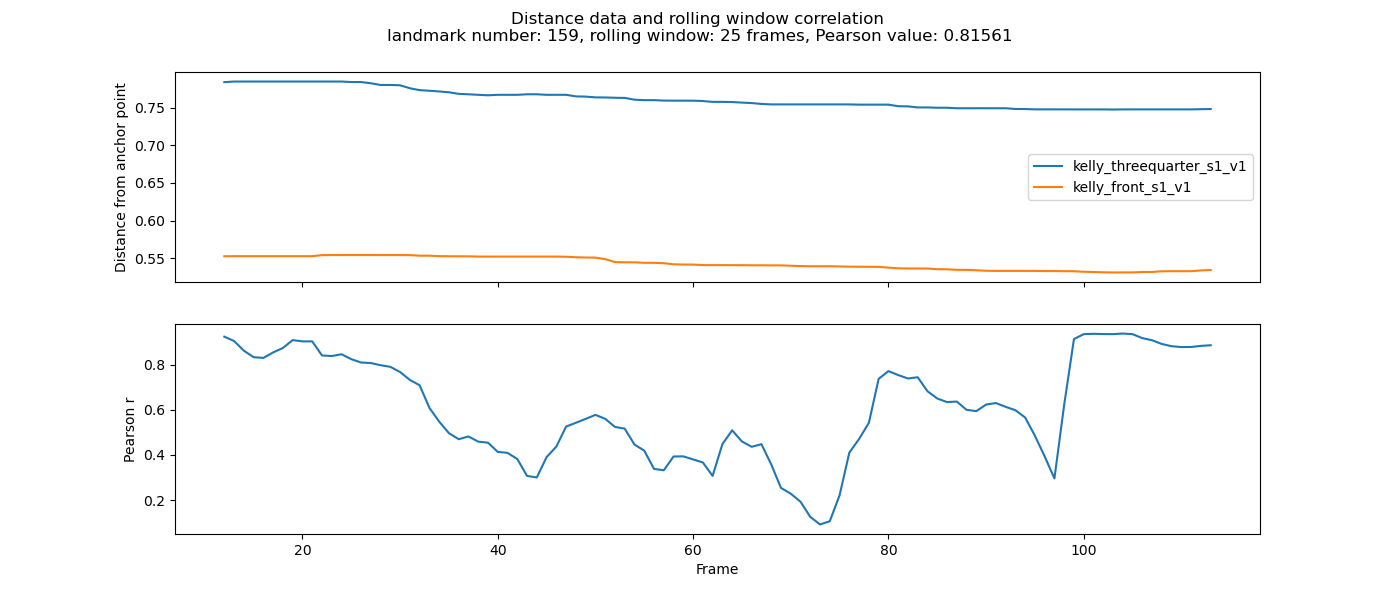 Distance data and rolling window correlation
landmark number: 159, rolling window: 25 frames, Pearson value: 0.81561
Distance from anchor point
0.75
0.70
0.65
0.60
0.55
kelly_threequarter_s1_v1
kelly_front_s1_v1
Pearson r
0.8
0.6
0.4
0.2
20
40
60
80
100
Frame